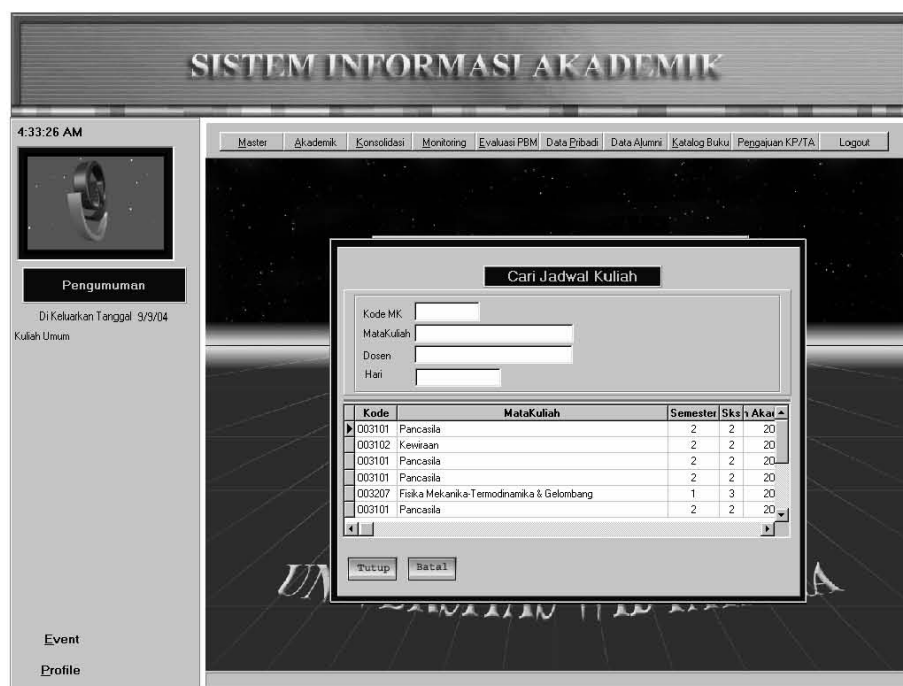 SISTEM INFORMASI AKADEMIK
4:33:26 AM
Master Akademik Konsolidasi Monitoring Evaluasi PBM Data Pribadi Data Alumni Katalog Buku Pengajuan KP/TA Logout
Pengumuman
Di Keluarkan Tanggal 9/9/04
Kuliah Umum
Cari Jadwal Kuliah
Kode MK
MataKuliah
Dosen
Hari
Kode MataKuliah Semester Sks n Akad
003101 Pancasila 2 2 20
003102 Kewiraan 2 2 20
003101 Pancasila 2 2 20
003101 Pancasila 2 2 20
003207 Fisika Mekanika-Termodinamika & Gelombang 1 3 20
003101 Pancasila 2 2 20
Tutup Batal
Event
Profile